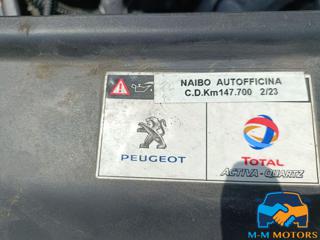 NAIBO AUTOFFICINA
C.D.Km147.700 2/23
PEUGEOT
TOTAL
ACTIVA-QUARTZ
M-M MOTORS